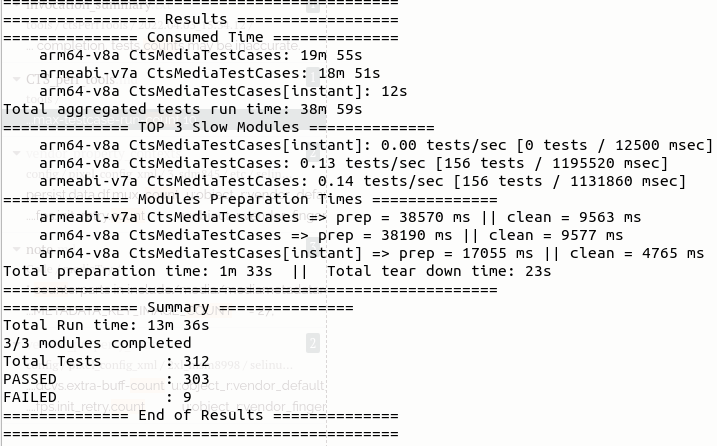 =============== Results ================
============== Consumed Time ==============
arm64-v8a CtsMediaTestCases: 19m 55s
armeabi-v7a CtsMediaTestCases: 18m 51s
arm64-v8a CtsMediaTestCases[instant]: 12s
Total aggregated tests run time: 38m 59s
============== TOP 3 Slow Modules ==============
arm64-v8a CtsMediaTestCases[instant]: 0.00 tests/sec [0 tests / 12500 msec]
arm64-v8a CtsMediaTestCases: 0.13 tests/sec [156 tests / 1195520 msec]
armeabi-v7a CtsMediaTestCases: 0.14 tests/sec [156 tests / 1131860 msec]
============== Modules Preparation Times ==============
armeabi-v7a CtsMediaTestCases => prep = 38570 ms || clean = 9563 ms
arm64-v8a CtsMediaTestCases => prep = 38190 ms || clean = 9577 ms
arm64-v8a CtsMediaTestCases[instant] => prep = 17055 ms || clean = 4765 ms
Total preparation time: 1m 33s || Total tear down time: 23s
=======================================================
=============== Summary ===============
Total Run time: 13m 36s
3/3 modules completed
Total Tests : 312
PASSED : 303
FAILED : 9
============== End of Results ==============
============================================